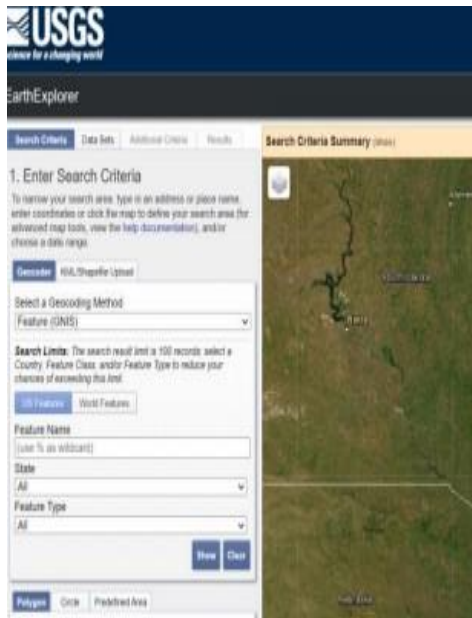 USGS
science for a changing world
EarthExplorer
Search Criteria
Data Sets
Additional Criteria
Results
Search Criteria Summary (Show)
1. Enter Search Criteria
To narrow your search area: type in an address or place name,
enter coordinates or click the map to define your search area (for
advanced map tools, view the help documentation), and/or
choose a date range.
Geocoder
KML/Shapefile Upload
Select a Geocoding Method
Feature (GNIS)
Search Limits: The search result limit is 100 records; select a
Country, Feature Class, and/or Feature Type to reduce your
chances of exceeding this limit.
US Features
World Features
Feature Name
(use % as wildcard)
State
All
Feature Type
All
Show
Clear
Polygon
Circle
Predefined Area